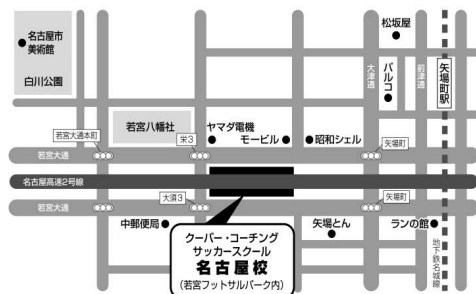 名古屋市
美術館
白川公園
松坂屋
パルコ
大津通
前津通
矢場町駅
若宮八幡社
ヤマダ電機
モービル
昭和シェル
若宮大通本町
栄3
矢場町
若宮大通
名古屋高速2号線
若宮大通
大須3
矢場町
中郵便局
矢場とん
ランの館
地下鉄名城線
クーバー・コーチング
サッカースクール
名古屋校
(若宮フットサルパーク内)